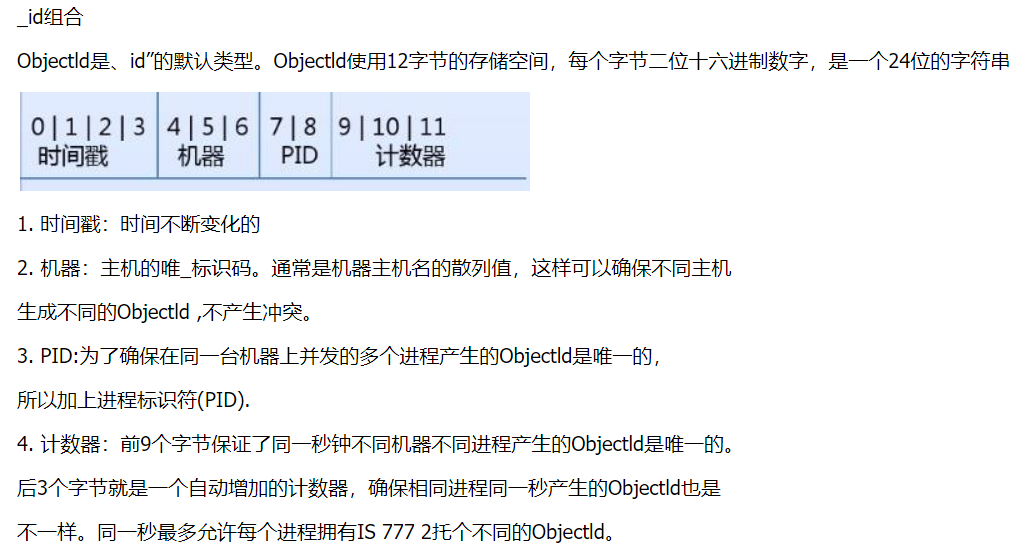 _id组合
ObjectId是、id”的默认类型。ObjectId使用12字节的存储空间，每个字节二位十六进制数字，是一个24位的字符串
0 | 1 | 2 | 3 4 | 5 | 6 7 | 8 9 | 10 | 11
时间戳 机器 PID 计数器
1. 时间戳：时间不断变化的
2. 机器：主机的唯_标识码。通常是机器主机名的散列值，这样可以确保不同主机
生成不同的ObjectId ,不产生冲突。
3. PID:为了确保在同一台机器上并发的多个进程产生的ObjectId是唯一的，
所以加上进程标识符(PID).
4. 计数器：前9个字节保证了同一秒钟不同机器不同进程产生的ObjectId是唯一的。
后3个字节就是一个自动增加的计数器，确保相同进程同一秒产生的ObjectId也是
不一样。同一秒最多允许每个进程拥有IS 777 2托个不同的ObjectId。